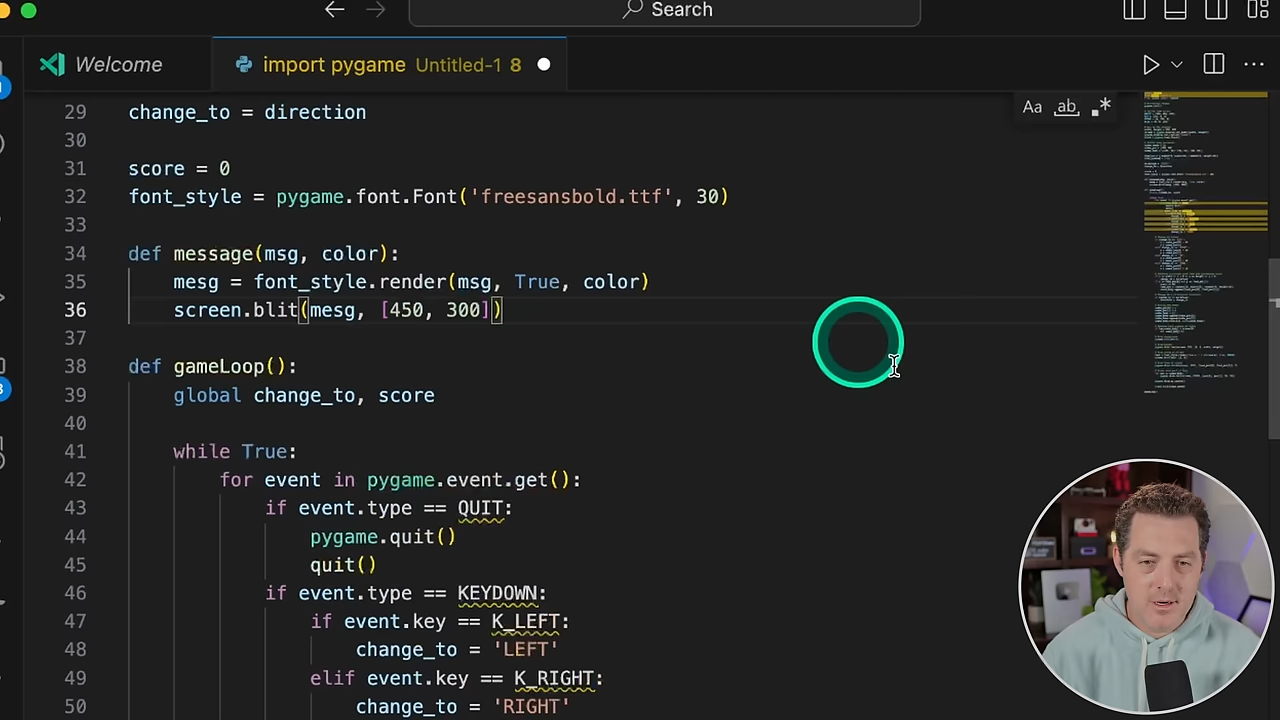 Search
Welcome
import pygame Untitled-1 8
Aa ab
29 change_to = direction
30
31 score = 0
32 font_style = pygame.font.Font('freesansbold.ttf', 30)
33
34 def message(msg, color):
35 mesg = font_style.render(msg, True, color)
36 screen.blit(mesg, [450, 300])
37
38 def gameLoop():
39 global change_to, score
40
41 while True:
42 for event in pygame.event.get():
43 if event.type == QUIT:
44 pygame.quit()
45 quit()
46 if event.type == KEYDOWN:
47 if event.key == K_LEFT:
48 change_to = 'LEFT'
49 elif event.key == K_RIGHT:
50 change_to = 'RIGHT'